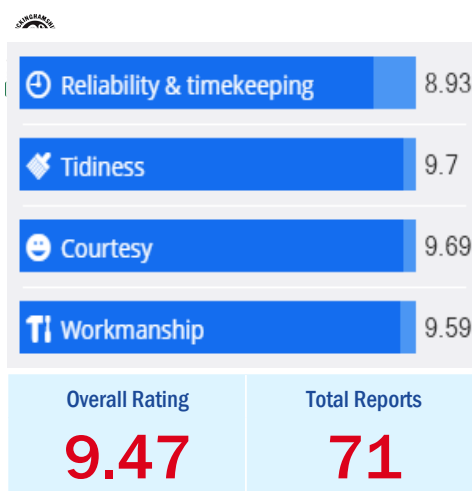 Reliability & timekeeping 8.93
Tidiness 9.7
Courtesy 9.69
Workmanship 9.59
Overall Rating Total Reports
9.47 71